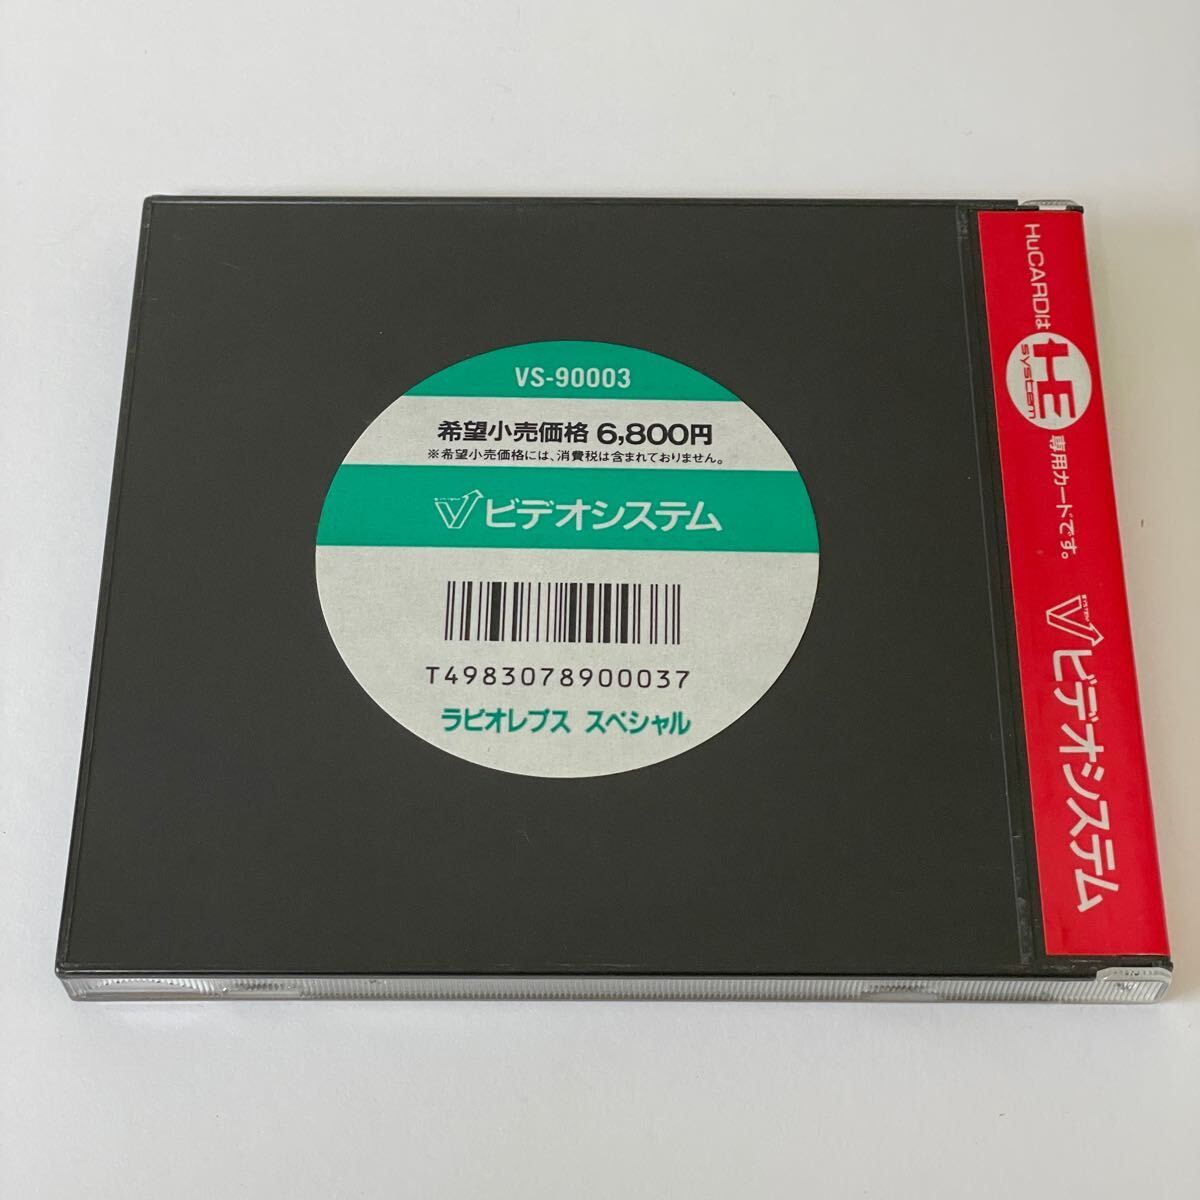 VS-90003
希望小売価格 6,800円
※希望小売価格には、消費税は含まれておりません。
ビデオシステム
T4983078900037
ラビオレプス スペシャル
HuCARDは HE system 専用カードです。
ビデオシステム